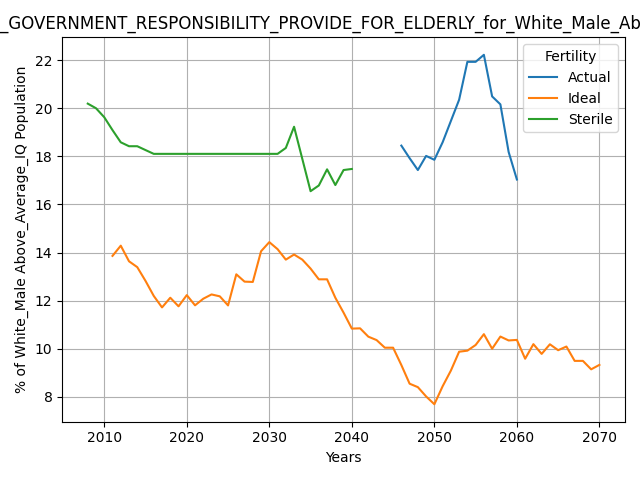 _GOVERNMENT_RESPONSIBILITY_PROVIDE_FOR_ELDERLY_for_White_Male_Ab
% of White_Male Above_Average_IQ Population
22
20
18
16
14
12
10
8
Fertility
Actual
Ideal
Sterile
2010 2020 2030 2040 2050 2060 2070
Years